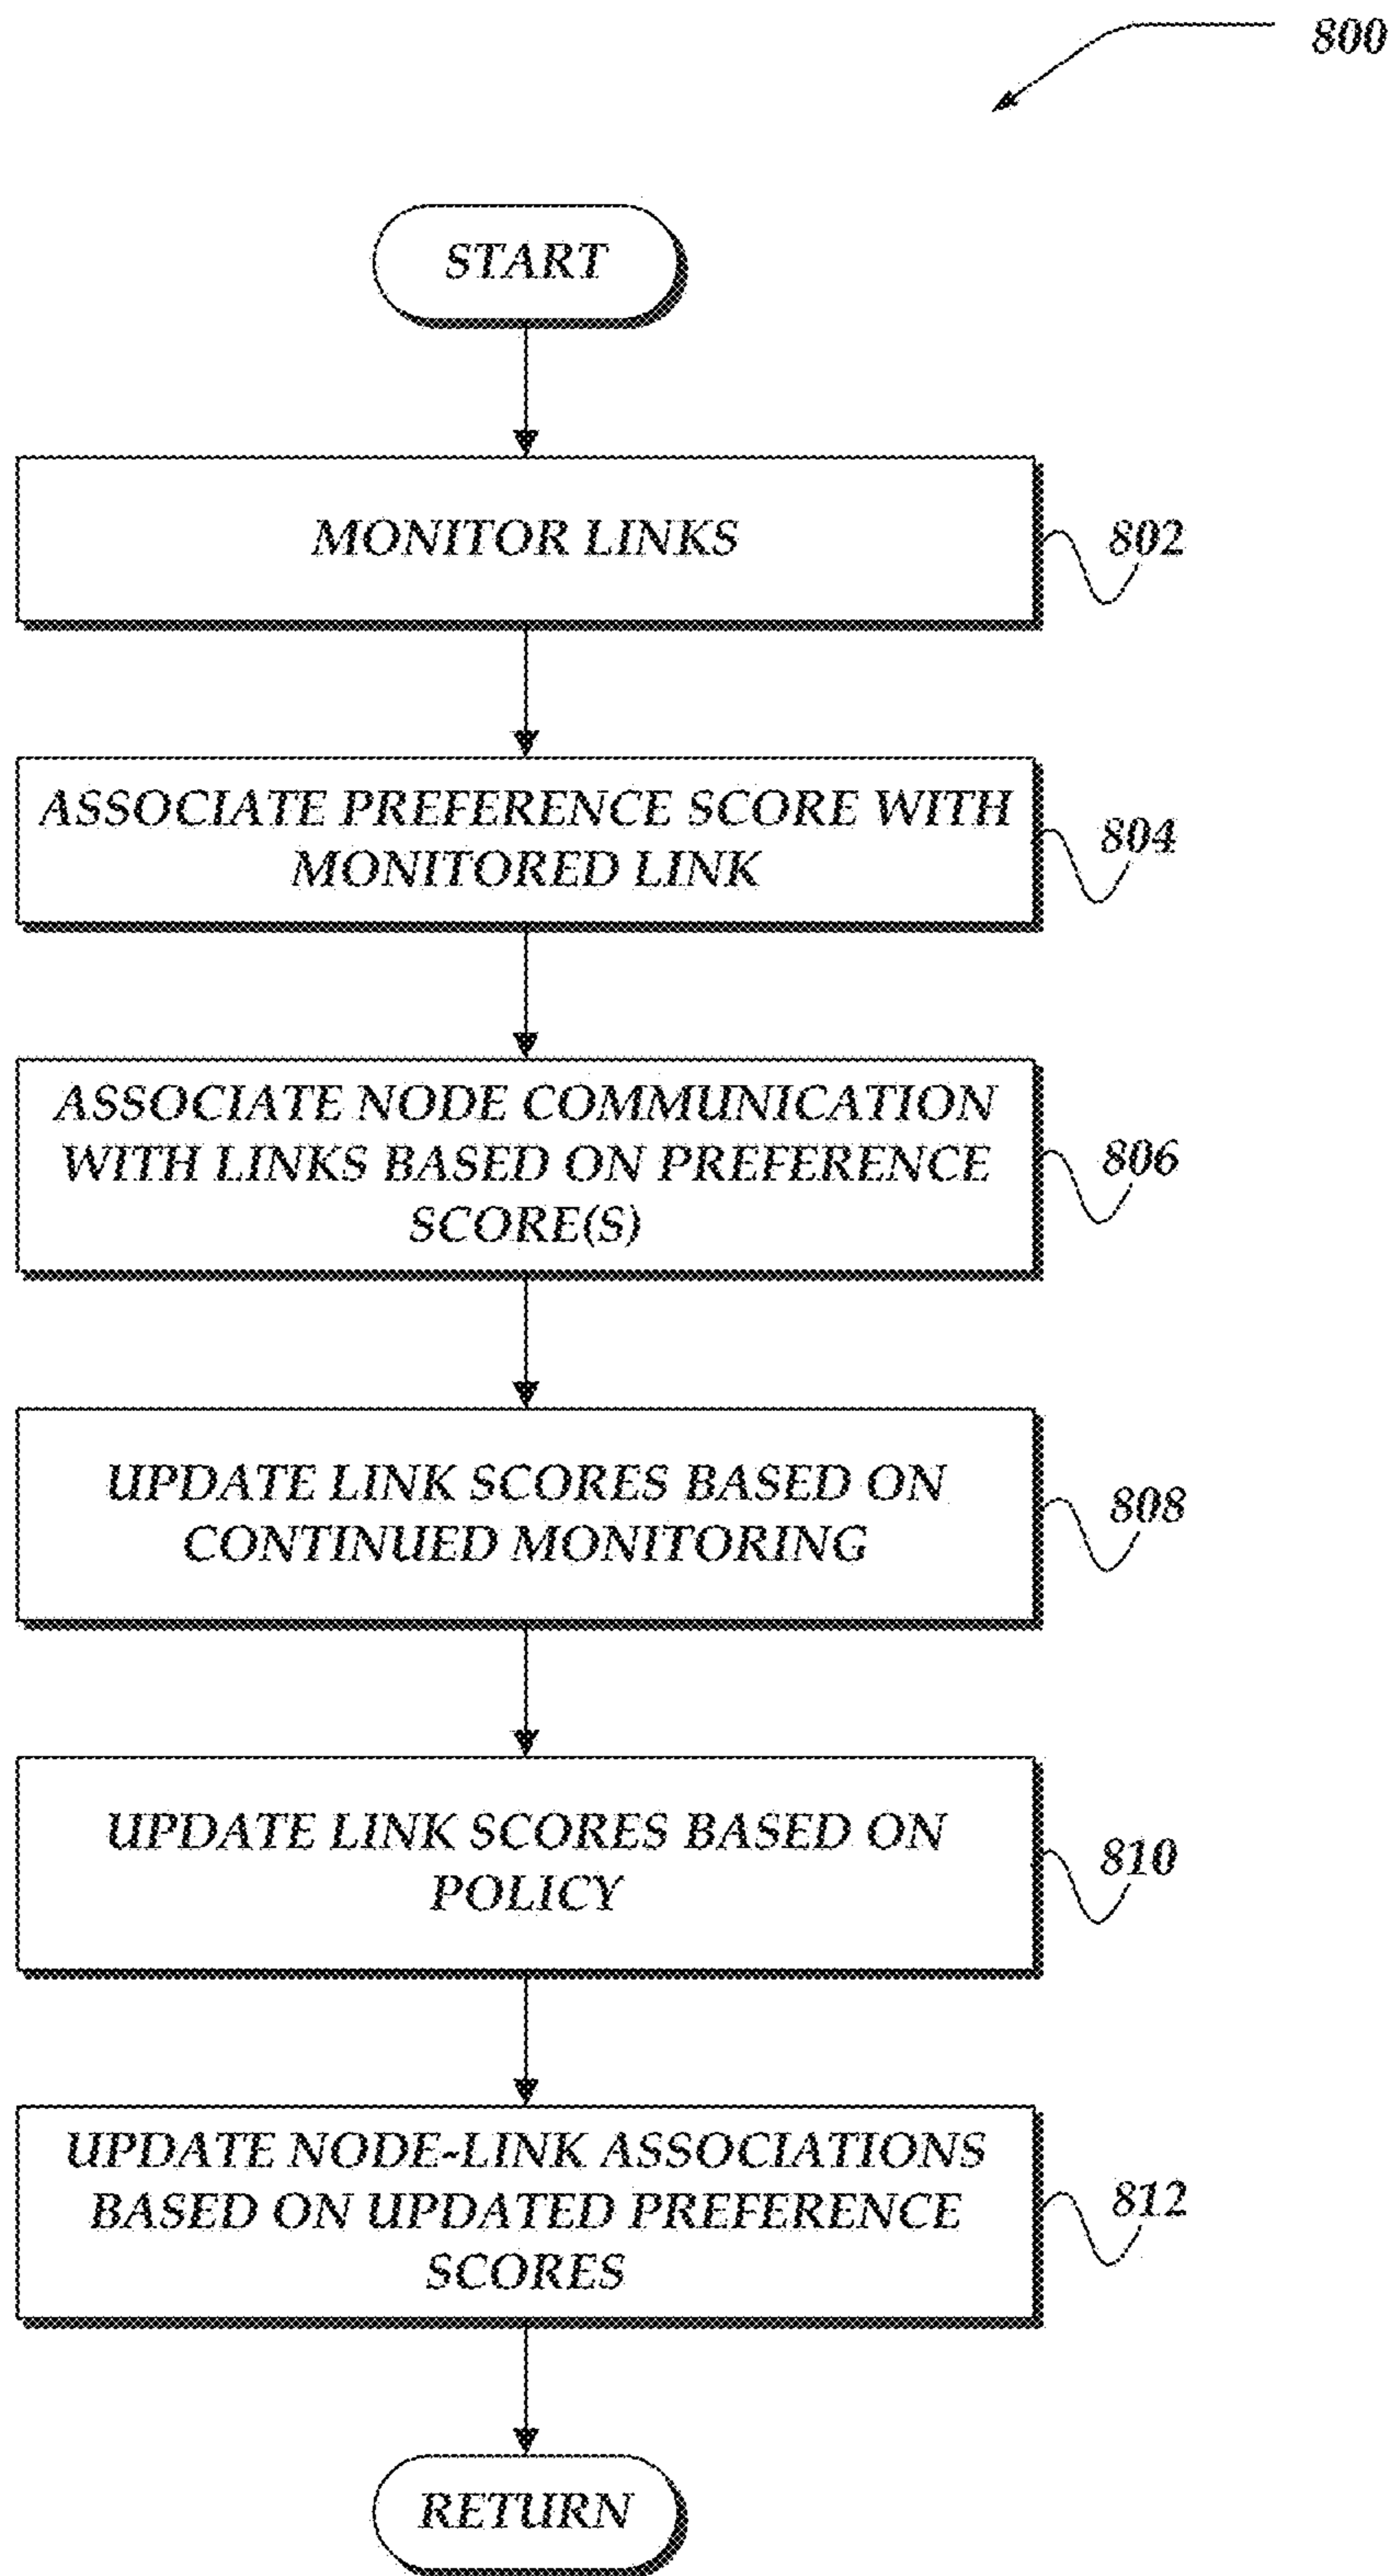 800
START
MONITOR LINKS
802
ASSOCIATE PREFERENCE SCORE WITH
MONITORED LINK
804
ASSOCIATE NODE COMMUNICATION
WITH LINKS BASED ON PREFERENCE
SCORE(S)
806
UPDATE LINK SCORES BASED ON
CONTINUED MONITORING
808
UPDATE LINK SCORES BASED ON
POLICY
810
UPDATE NODE-LINK ASSOCIATIONS
BASED ON UPDATED PREFERENCE
SCORES
812
RETURN